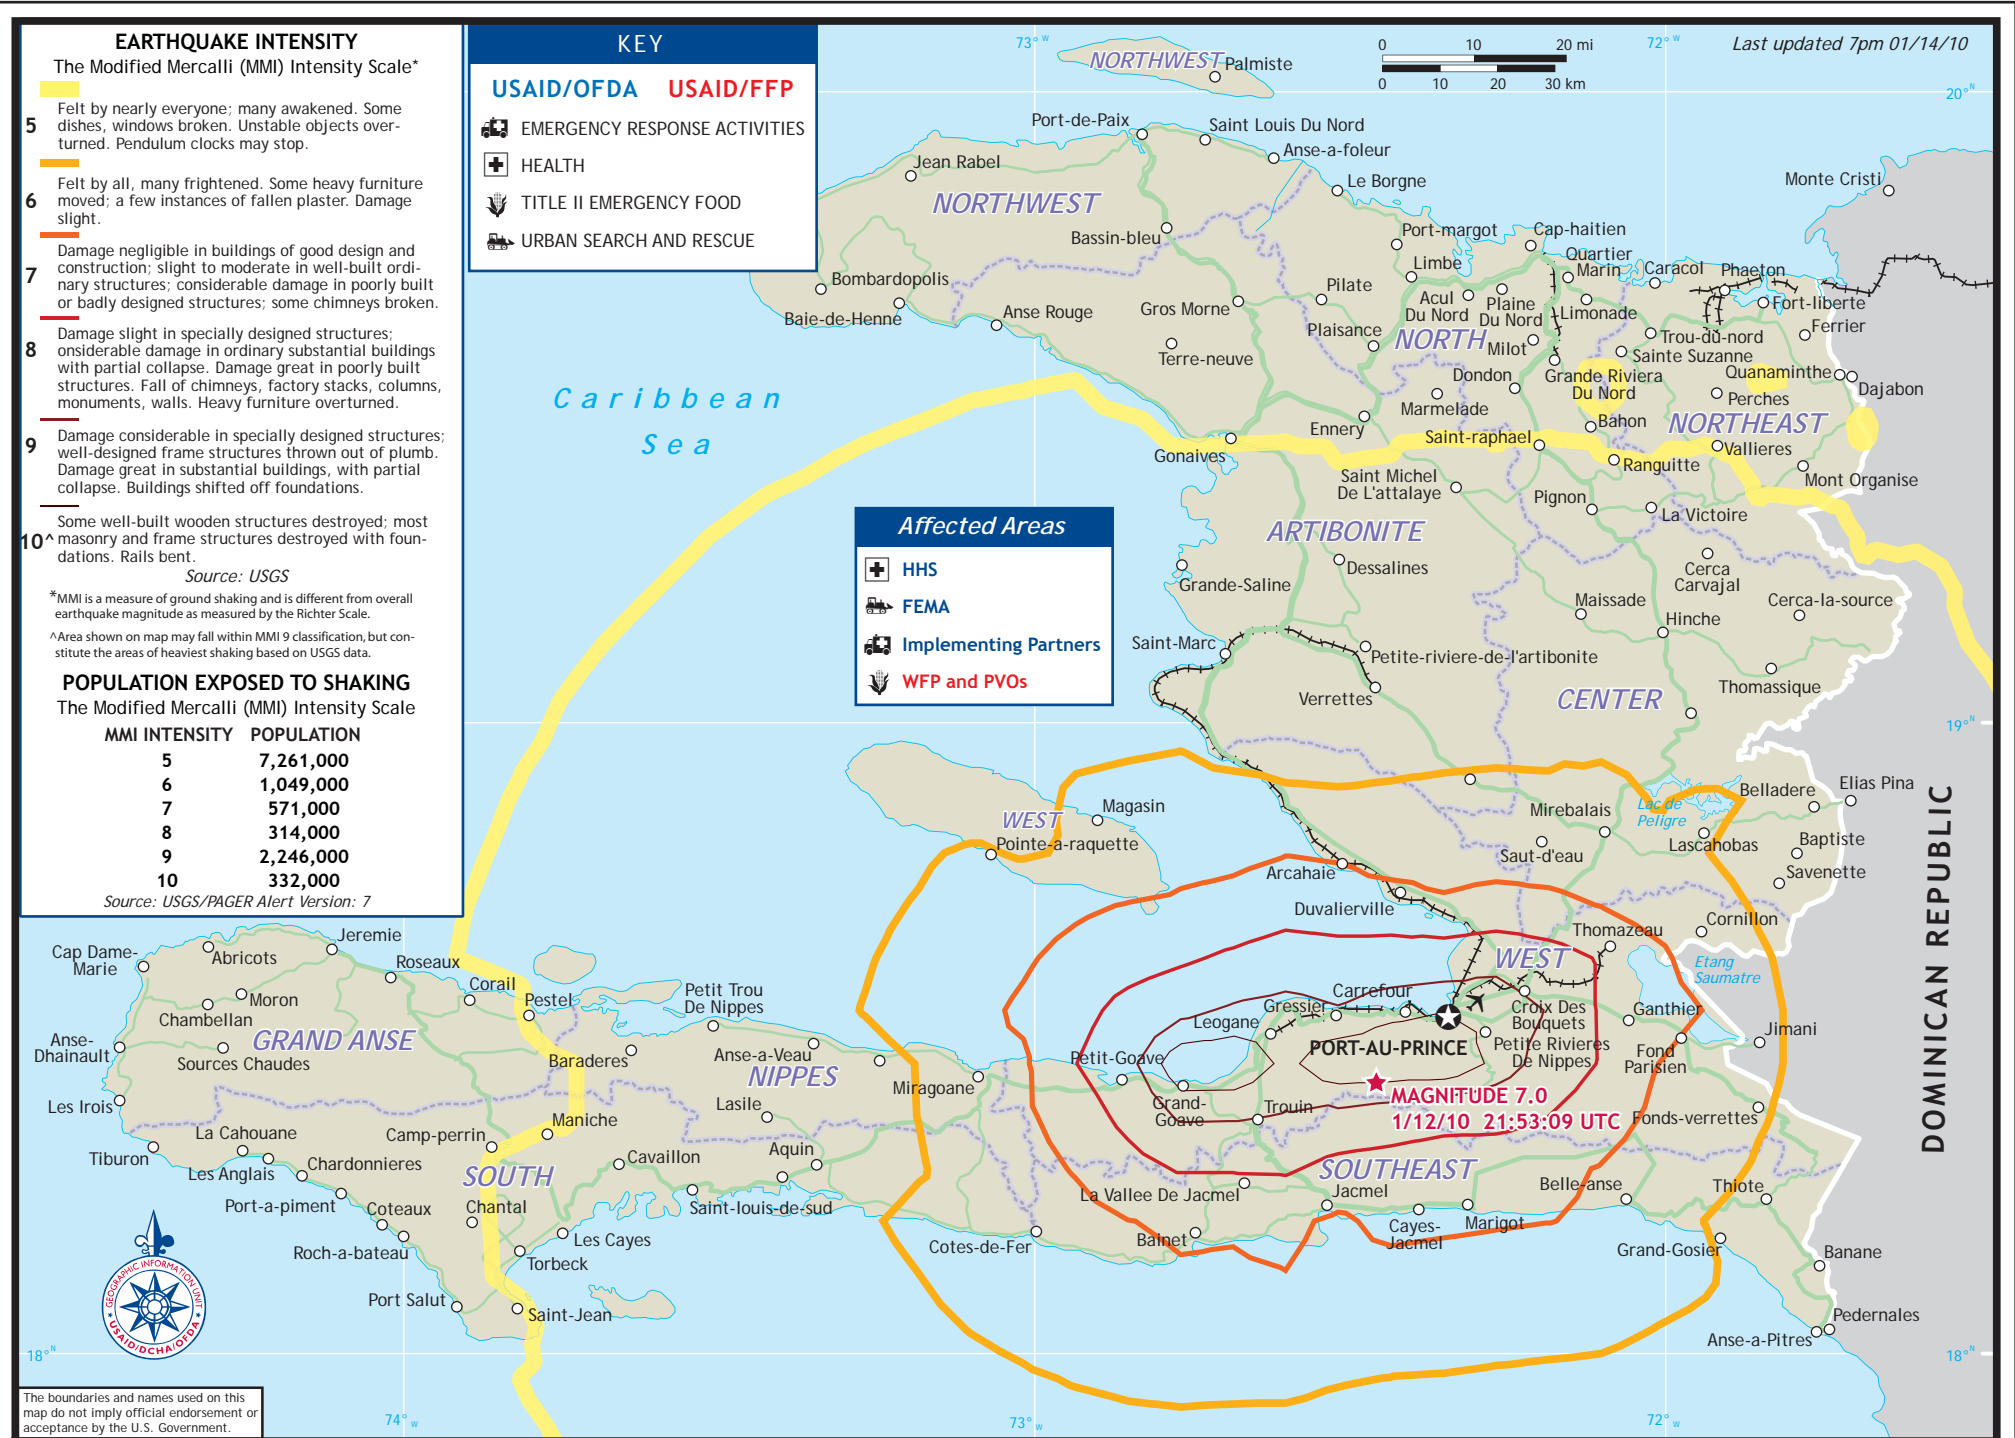 EARTHQUAKE INTENSITY
The Modified Mercalli (MMI) Intensity Scale*
5
Felt by nearly everyone; many awakened. Some
dishes, windows broken. Unstable objects over-
turned. Pendulum clocks may stop.
6
Felt by all, many frightened. Some heavy furniture
moved; a few instances of fallen plaster. Damage
slight.
7
Damage negligible in buildings of good design and
construction; slight to moderate in well-built ordi-
nary structures; considerable damage in poorly built
or badly designed structures; some chimneys broken.
8
Damage slight in specially designed structures;
onsiderable damage in ordinary substantial buildings
with partial collapse. Damage great in poorly built
structures. Fall of chimneys, factory stacks, columns,
monuments, walls. Heavy furniture overturned.
9
Damage considerable in specially designed structures;
well-designed frame structures thrown out of plumb.
Damage great in substantial buildings, with partial
collapse. Buildings shifted off foundations.
10^
Some well-built wooden structures destroyed; most
masonry and frame structures destroyed with foun-
dations. Rails bent.
Source: USGS
*MMI is a measure of ground shaking and is different from overall
earthquake magnitude as measured by the Richter Scale.
^Area shown on map may fall within MMI 9 classification, but con-
stitute the areas of heaviest shaking based on USGS data.
POPULATION EXPOSED TO SHAKING
The Modified Mercalli (MMI) Intensity Scale
MMI INTENSITY POPULATION
5 7,261,000
6 1,049,000
7 571,000
8 314,000
9 2,246,000
10 332,000
Source: USGS/PAGER Alert Version: 7
KEY
USAID/OFDA USAID/FFP
EMERGENCY RESPONSE ACTIVITIES
HEALTH
TITLE II EMERGENCY FOOD
URBAN SEARCH AND RESCUE
Affected Areas
HHS
FEMA
Implementing Partners
WFP and PVOs
73° W
72° W
0 10 20 mi
0 10 20 30 km
Last updated 7pm 01/14/10
20° N
NORTHWEST
Palmiste
Port-de-Paix
Saint Louis Du Nord
Anse-a-foleur
Jean Rabel
Le Borgne
Monte Cristi
NORTHWEST
Bassin-bleu
Port-margot
Cap-haitien
Quartier
Marin
Limbe
Caracol
Phaeton
Bombardopolis
Pilate
Acul
Du Nord
Plaine
Du Nord
Limonade
Fort-liberte
Baie-de-Henne
Anse Rouge
Gros Morne
Plaisance
NORTH
Milot
Trou-du-nord
Ferrier
Terre-neuve
Sainte Suzanne
Dondon
Grande Riviera
Du Nord
Quanaminthe
Dajabon
Marmelade
Perches
Caribbean
Sea
Ennery
Bahon
NORTHEAST
Saint-raphael
Gonaives
Vallieres
Ranguitte
Saint Michel
De L'attalaye
Mont Organise
Pignon
La Victoire
ARTIBONITE
Dessalines
Cerca
Carvajal
Grande-Saline
Maissade
Cerca-la-source
Hinche
Saint-Marc
Petite-riviere-de-l'artibonite
Verrettes
CENTER
Thomassique
19° N
Belladere
Elias Pina
Lac de
Peligre
WEST
Magasin
Mirebalais
Pointe-a-raquette
Saut-d'eau
Lascahobas
Baptiste
Savenette
Arcahaie
Duvalierville
Cornillon
Thomazeau
WEST
Etang
Saumatre
DOMINICAN REPUBLIC
Cap Dame-
Marie
Abricots
Jeremie
Roseaux
Corail
Pestel
Petit Trou
De Nippes
Moron
Chambellan
GRAND ANSE
Anse-
Dhainault
Sources Chaudes
Baraderes
Anse-a-Veau
NIPPES
Miragoane
Petit-Goave
Leogane
Gressier
Carrefour
PORT-AU-PRINCE
Croix Des
Bouquets
Petite Rivieres
De Nippes
Ganthier
Fond
Parisien
Jimani
Les Irois
Lasile
Grand-
Goave
Trouin
MAGNITUDE 7.0
1/12/10 21:53:09 UTC
Fonds-verrettes
Maniche
La Cahouane
Camp-perrin
Tiburon
Les Anglais
Chardonnieres
SOUTH
Cavaillon
Aquin
SOUTHEAST
Port-a-piment
Coteaux
Chantal
Saint-louis-de-sud
La Vallee De Jacmel
Jacmel
Belle-anse
Thiote
Roch-a-bateau
Les Cayes
Torbeck
Cotes-de-Fer
Bainet
Cayes-
Jacmel
Marigot
Grand-Gosier
Banane
Port Salut
Saint-Jean
Pedernales
Anse-a-Pitres
18° N
18° N
GEOGRAPHIC INFORMATION UNIT
USAID/DCHA/OFDA
The boundaries and names used on this
map do not imply official endorsement or
acceptance by the U.S. Government.
74° W
73° W
72° W